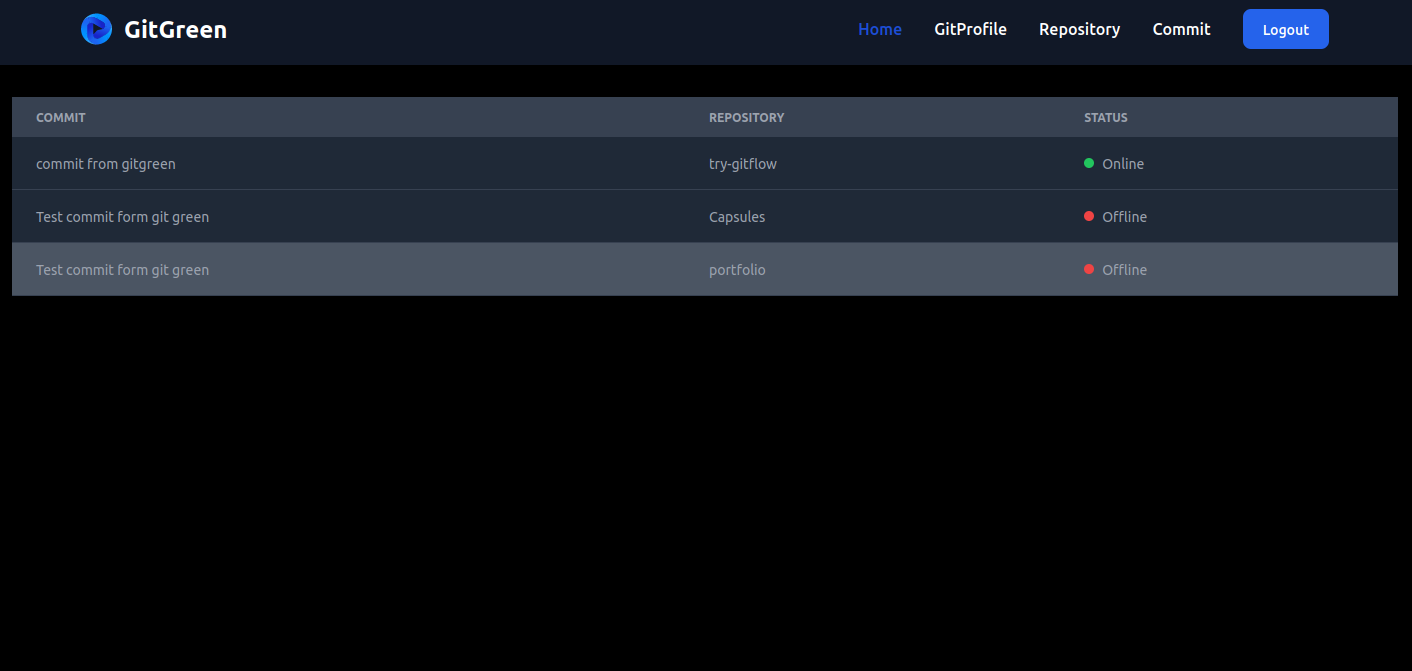 GitGreen Home GitProfile Repository Commit Logout
COMMIT REPOSITORY STATUS
commit from gitgreen try-gitflow Online
Test commit form git green Capsules Offline
Test commit form git green portfolio Offline